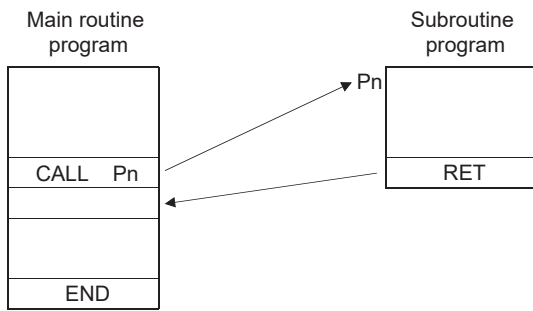 Main routine
program
Subroutine
program
Pn
CALL Pn
RET
END